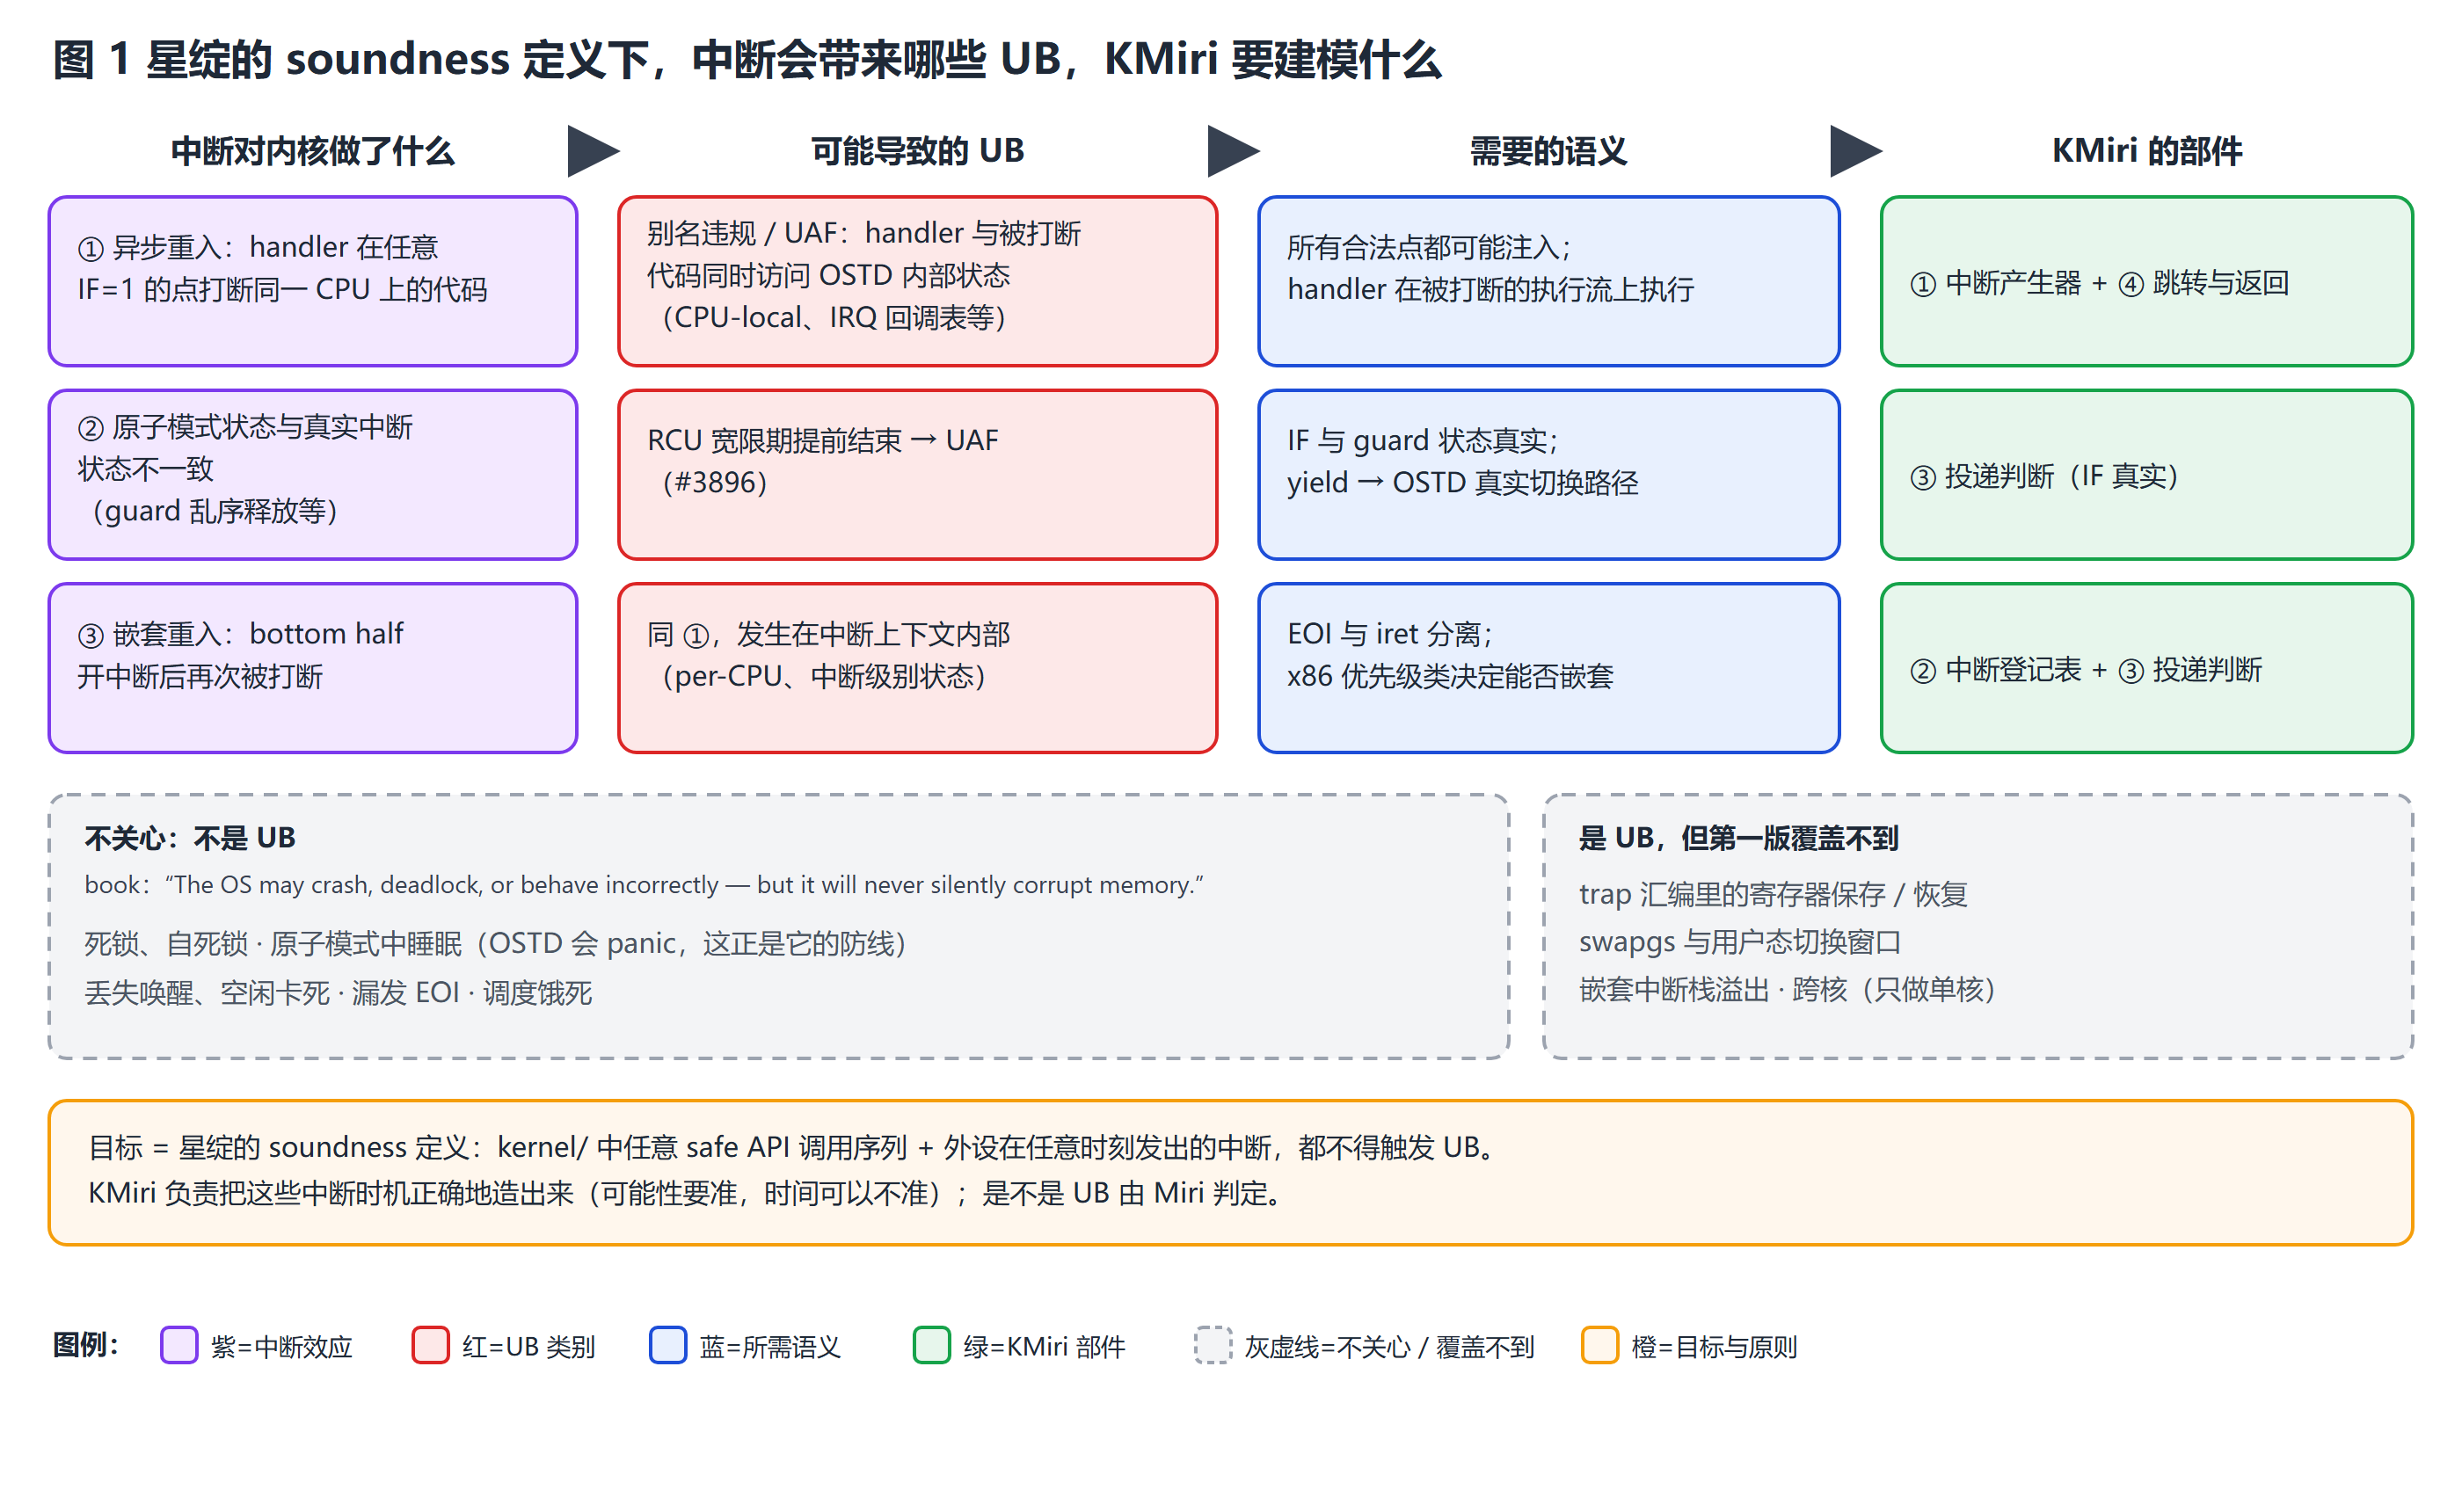 图 1 星绽的 soundness 定义下，中断会带来哪些 UB，KMiri 要建模什么
中断对内核做了什么
可能导致的 UB
需要的语义
KMiri 的部件
① 异步重入：handler 在任意
IF=1 的点打断同一 CPU 上的代码
别名违规 / UAF：handler 与被打断
代码同时访问 OSTD 内部状态
（CPU-local、IRQ 回调表等）
所有合法点都可能注入；
handler 在被打断的执行流上执行
① 中断产生器 + ④ 跳转与返回
② 原子模式状态与真实中断
状态不一致
（guard 乱序释放等）
RCU 宽限期提前结束 → UAF
（#3896）
IF 与 guard 状态真实；
yield → OSTD 真实切换路径
③ 投递判断（IF 真实）
③ 嵌套重入：bottom half
开中断后再次被打断
同 ①，发生在中断上下文内部
（per-CPU、中断级别状态）
EOI 与 iret 分离；
x86 优先级类决定能否嵌套
② 中断登记表 + ③ 投递判断
不关心：不是 UB
book：“The OS may crash, deadlock, or behave incorrectly — but it will never silently corrupt memory.”
死锁、自死锁 · 原子模式中睡眠（OSTD 会 panic，这正是它的防线）
丢失唤醒、空闲卡死 · 漏发 EOI · 调度饿死
是 UB，但第一版覆盖不到
trap 汇编里的寄存器保存 / 恢复
swapgs 与用户态切换窗口
嵌套中断栈溢出 · 跨核（只做单核）
目标 = 星绽的 soundness 定义：kernel/ 中任意 safe API 调用序列 + 外设在任意时刻发出的中断，都不得触发 UB。
KMiri 负责把这些中断时机正确地造出来（可能性要准，时间可以不准）；是不是 UB 由 Miri 判定。
图例：
紫=中断效应
红=UB 类别
蓝=所需语义
绿=KMiri 部件
灰虚线=不关心 / 覆盖不到
橙=目标与原则